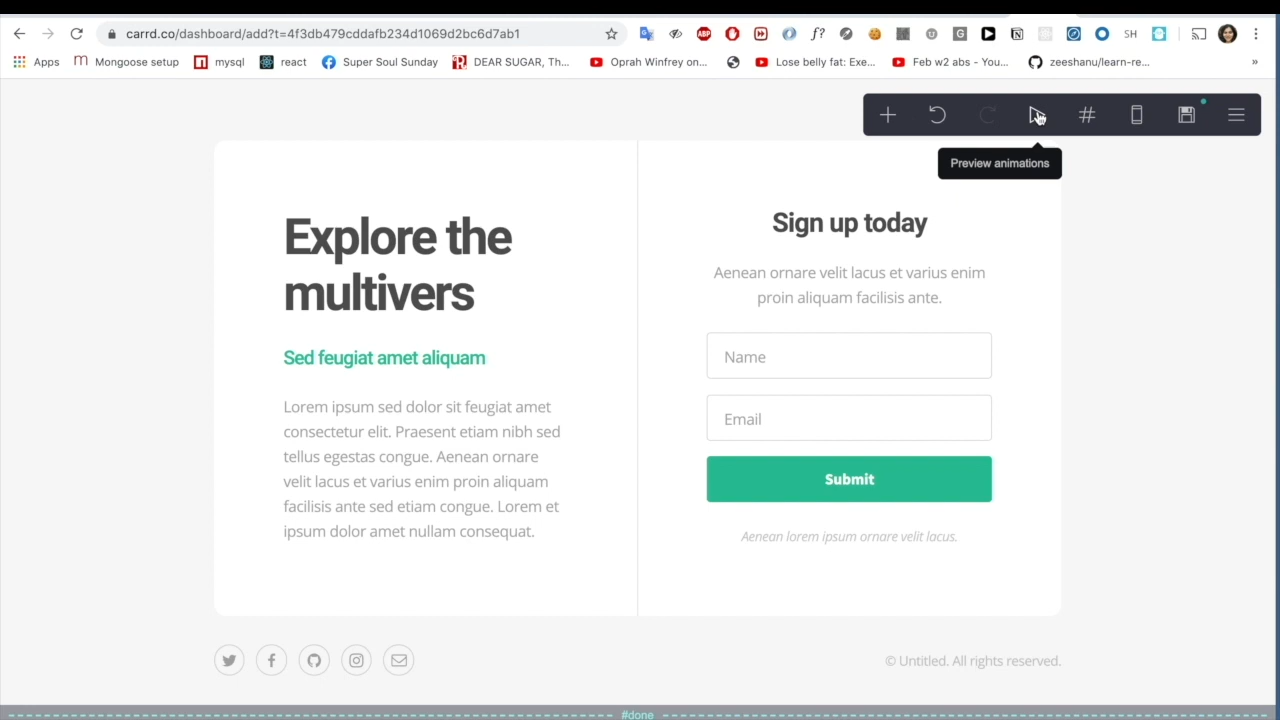 carrd.co/dashboard/add?t=4f3db479cddafb234d1069d2bc6d7ab1
ABP
f?
G
SH
Apps
Mongoose setup
mysql
react
Super Soul Sunday
DEAR SUGAR, Th...
Oprah Winfrey on...
Lose belly fat: Exe...
Feb w2 abs - You...
zeeshanu/learn-re...
»
Preview animations
Explore the
multivers
Sed feugiat amet aliquam
Lorem ipsum sed dolor sit feugiat amet
consectetur elit. Praesent etiam nibh sed
tellus egestas congue. Aenean ornare
velit lacus et varius enim proin aliquam
facilisis ante sed etiam congue. Lorem et
ipsum dolor amet nullam consequat.
Sign up today
Aenean ornare velit lacus et varius enim
proin aliquam facilisis ante.
Name
Email
Submit
Aenean lorem ipsum ornare velit lacus.
© Untitled. All rights reserved.
#done